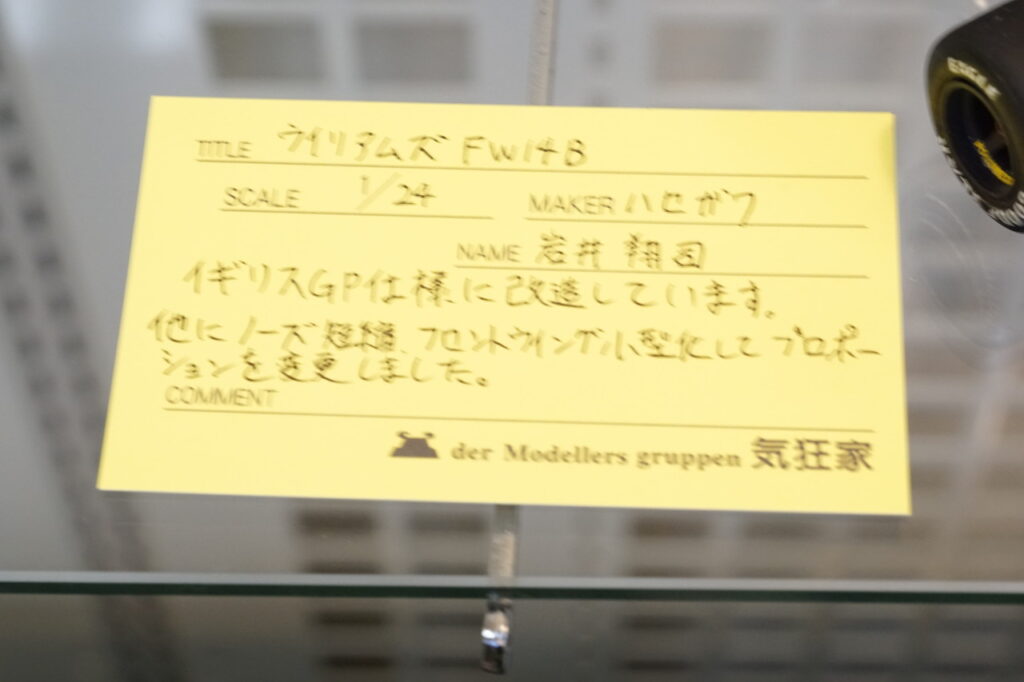 TITLE ウイリアムズ FW14B
SCALE 1/24 MAKER ハセガワ
NAME 岩井 翔司
イギリスGP仕様に改造しています。
他にノーズ短縮、フロントウイング小型化してプロポー
ションを変更しました。
COMMENT
der Modellers gruppen 気狂家
EAGLE